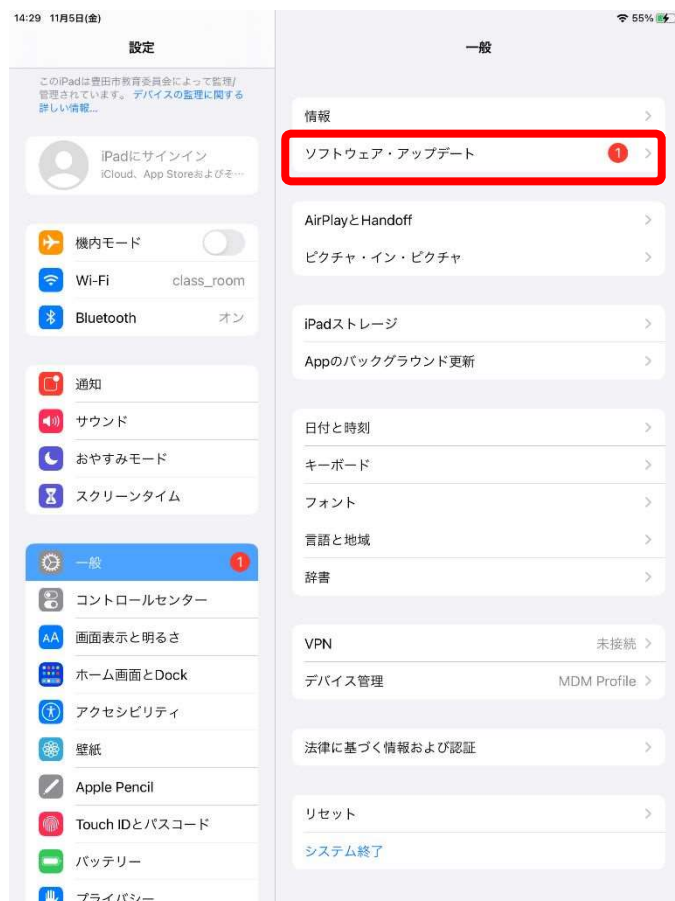 14:29 11月5日(金)
55%
設定
一般
このiPadは豊田市教育委員会によって監理/
管理されています。デバイスの監理に関する
詳しい情報...
iPadにサインイン
iCloud、App Storeおよびそ…
機内モード
Wi-Fi class_room
Bluetooth オン
通知
サウンド
おやすみモード
スクリーンタイム
一般 1
コントロールセンター
AA 画面表示と明るさ
ホーム画面とDock
アクセシビリティ
壁紙
Apple Pencil
Touch IDとパスコード
バッテリー
プライバシー
情報
ソフトウェア・アップデート 1
AirPlayとHandoff
ピクチャ・イン・ピクチャ
iPadストレージ
Appのバックグラウンド更新
日付と時刻
キーボード
フォント
言語と地域
辞書
VPN 未接続
デバイス管理 MDM Profile
法律に基づく情報および認証
リセット
システム終了